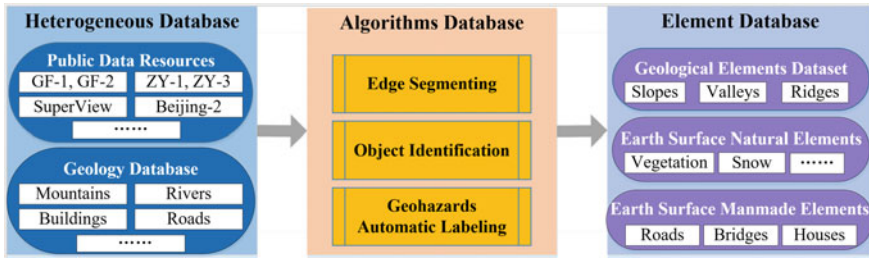 Heterogeneous Database
Public Data Resources
GF-1, GF-2 ZY-1, ZY-3
SuperView Beijing-2
······
Geology Database
Mountains Rivers
Buildings Roads
······
Algorithms Database
Edge Segmenting
Object Identification
Geohazards
Automatic Labeling
Element Database
Geological Elements Dataset
Slopes Valleys Ridges
Earth Surface Natural Elements
Vegetation Snow ······
Earth Surface Manmade Elements
Roads Bridges Houses